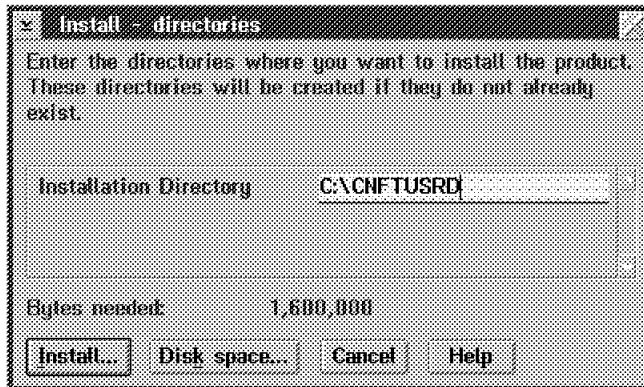 Install - directories
Enter the directories where you want to install the product.
These directories will be created if they do not already
exist.
Installation Directory C:\CNFTUSRD
Bytes needed: 1,600,000
Install... Disk space... Cancel Help